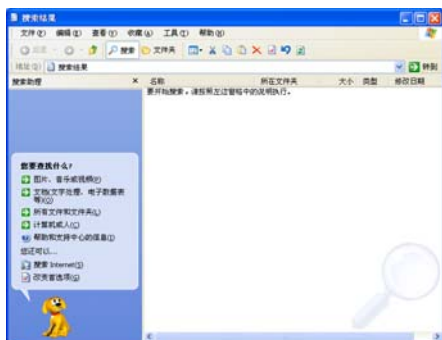 搜索结果
文件(F) 编辑(E) 查看(V) 收藏(A) 工具(T) 帮助(H)
后退 搜索 文件夹
地址(D) 搜索结果 转到
搜索助理 名称 所在文件夹 大小 类型 修改日期
要开始搜索，请按照左边窗格中的说明执行。
您要查找什么?
图片、音乐或视频(P)
文档(文字处理、电子数据表等)(O)
所有文件和文件夹(L)
计算机或人(C)
帮助和支持中心的信息(I)
您还可以...
搜索 Internet(S)
改变首选项(G)